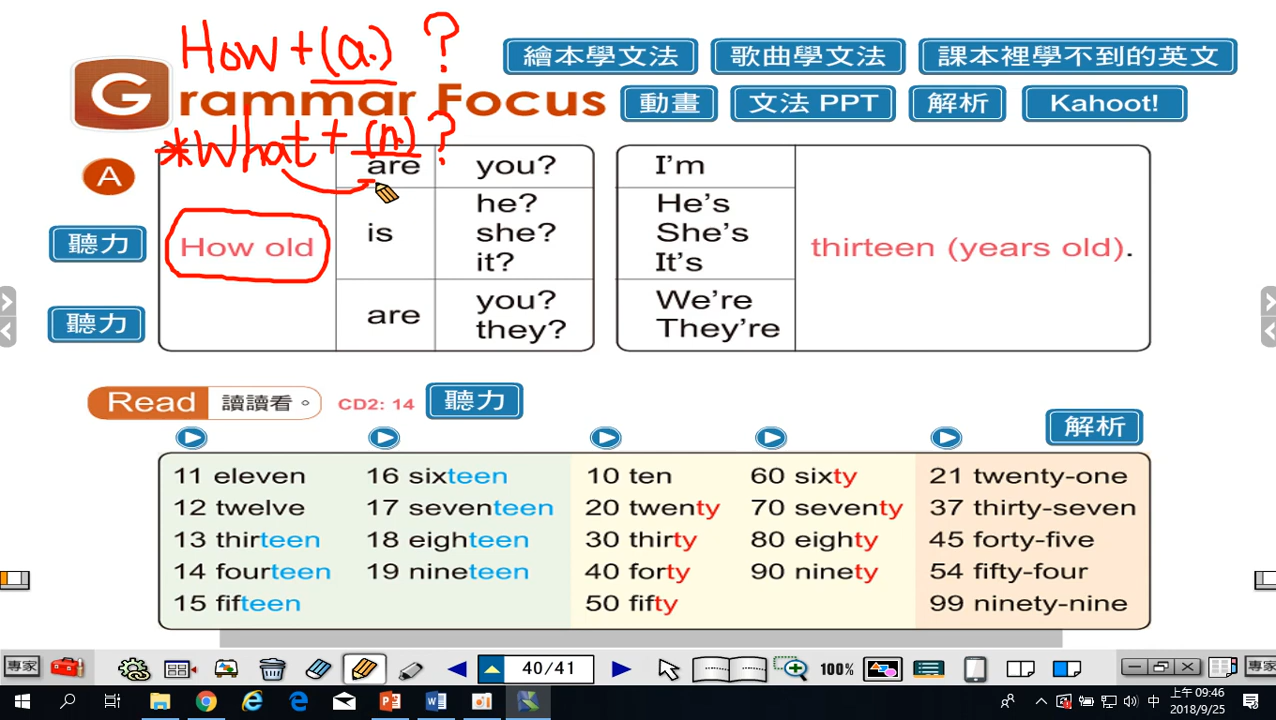 How + (a.) ?
繪本學文法 歌曲學文法 課本裡學不到的英文
Grammar Focus 動畫 文法 PPT 解析 Kahoot!
*What + (n.) ?
A are you? I'm
聽力 How old is he? He's thirteen (years old).
she? She's
it? It's
聽力 are you? We're
they? They're
Read 讀讀看。 CD2: 14 聽力
解析
11 eleven 16 sixteen 10 ten 60 sixty 21 twenty-one
12 twelve 17 seventeen 20 twenty 70 seventy 37 thirty-seven
13 thirteen 18 eighteen 30 thirty 80 eighty 45 forty-five
14 fourteen 19 nineteen 40 forty 90 ninety 54 fifty-four
15 fifteen 50 fifty 99 ninety-nine
專家 40/41 100% 專家
中 上午 09:46
2018/9/25